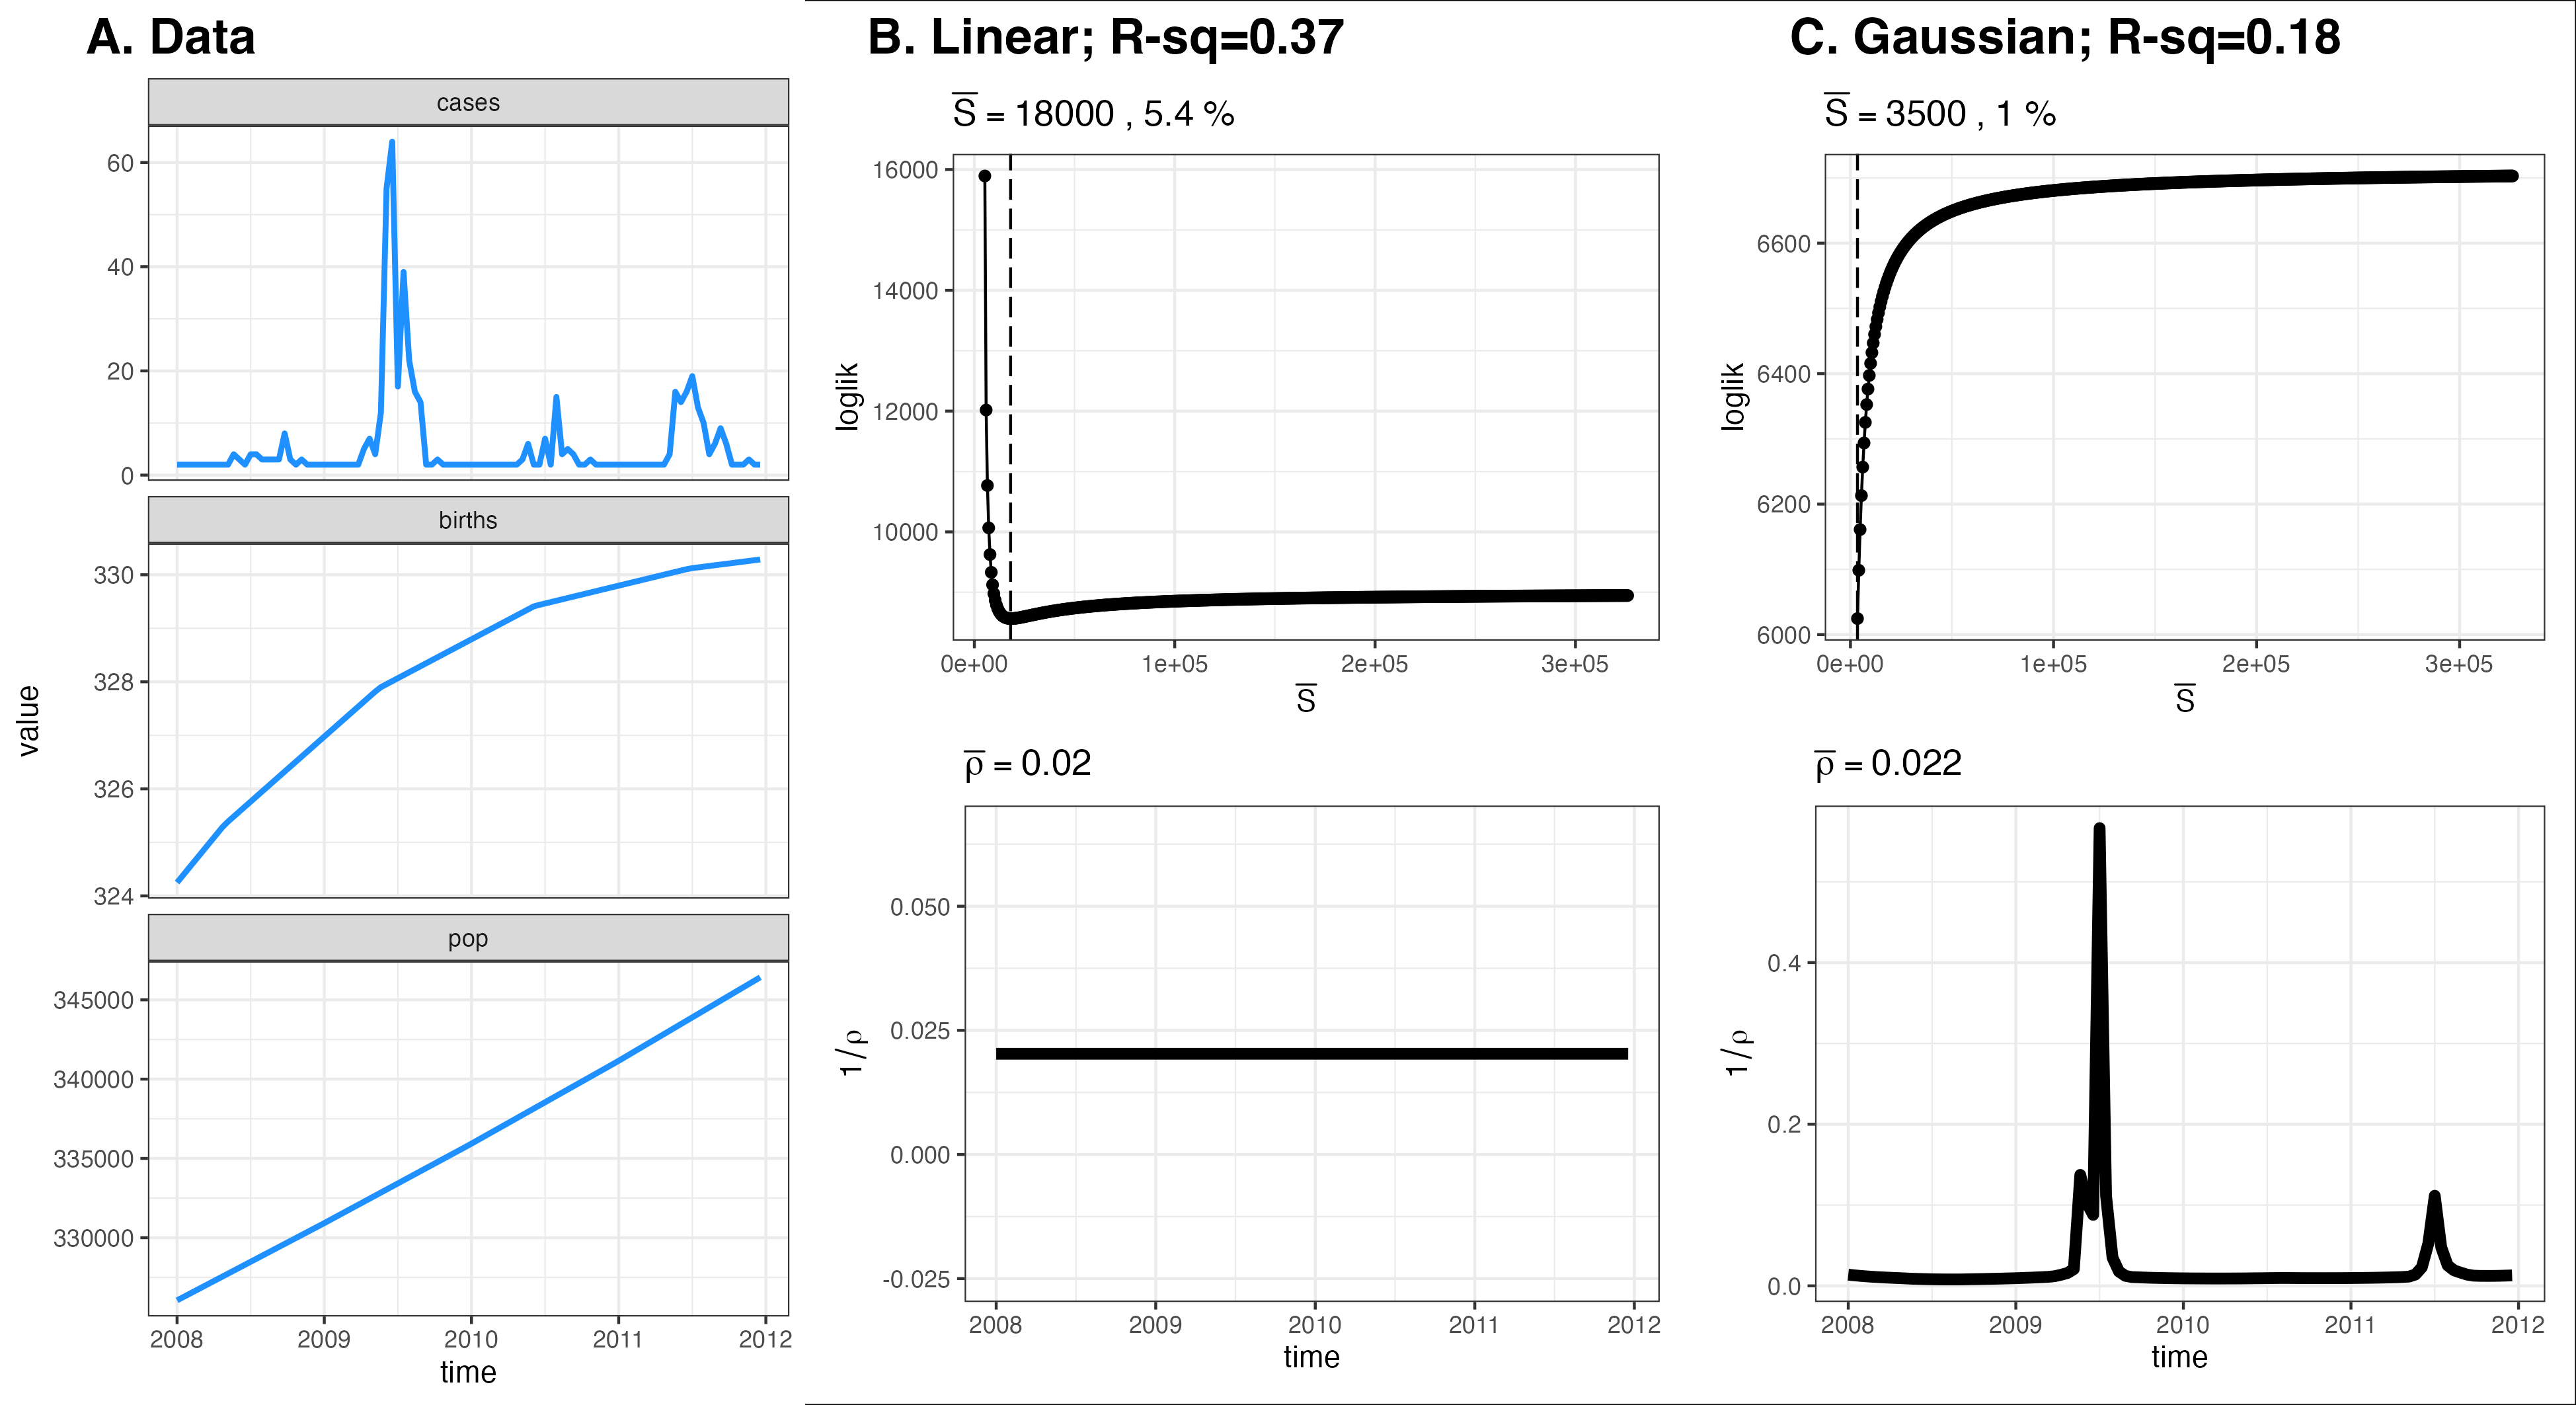 A. Data
cases
60
40
20
0
births
330
328
326
324
pop
345000
340000
335000
330000
2008 2009 2010 2011 2012
time
value
B. Linear; R-sq=0.37
S̅ = 18000 , 5.4 %
16000
14000
12000
10000
loglik
0e+00 1e+05 2e+05 3e+05
S̅
ρ̅ = 0.02
0.050
0.025
0.000
-0.025
1/ρ
2008 2009 2010 2011 2012
time
C. Gaussian; R-sq=0.18
S̅ = 3500 , 1 %
6600
6400
6200
6000
loglik
0e+00 1e+05 2e+05 3e+05
S̅
ρ̅ = 0.022
0.4
0.2
0.0
1/ρ
2008 2009 2010 2011 2012
time